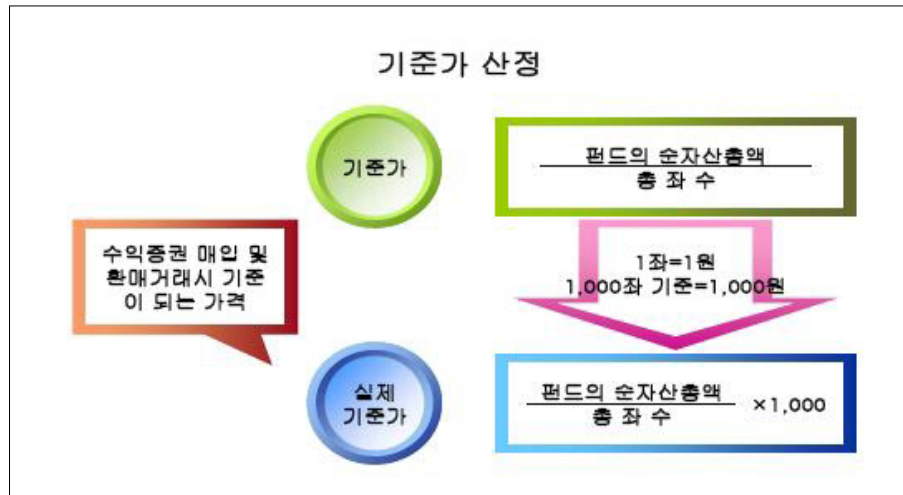 기준가 산정
기준가
펀드의 순자산총액
총 좌 수
수익증권 매입 및
환매거래시 기준
이 되는 가격
1좌=1원
1,000좌 기준=1,000원
실제
기준가
펀드의 순자산총액
총 좌 수
×1,000